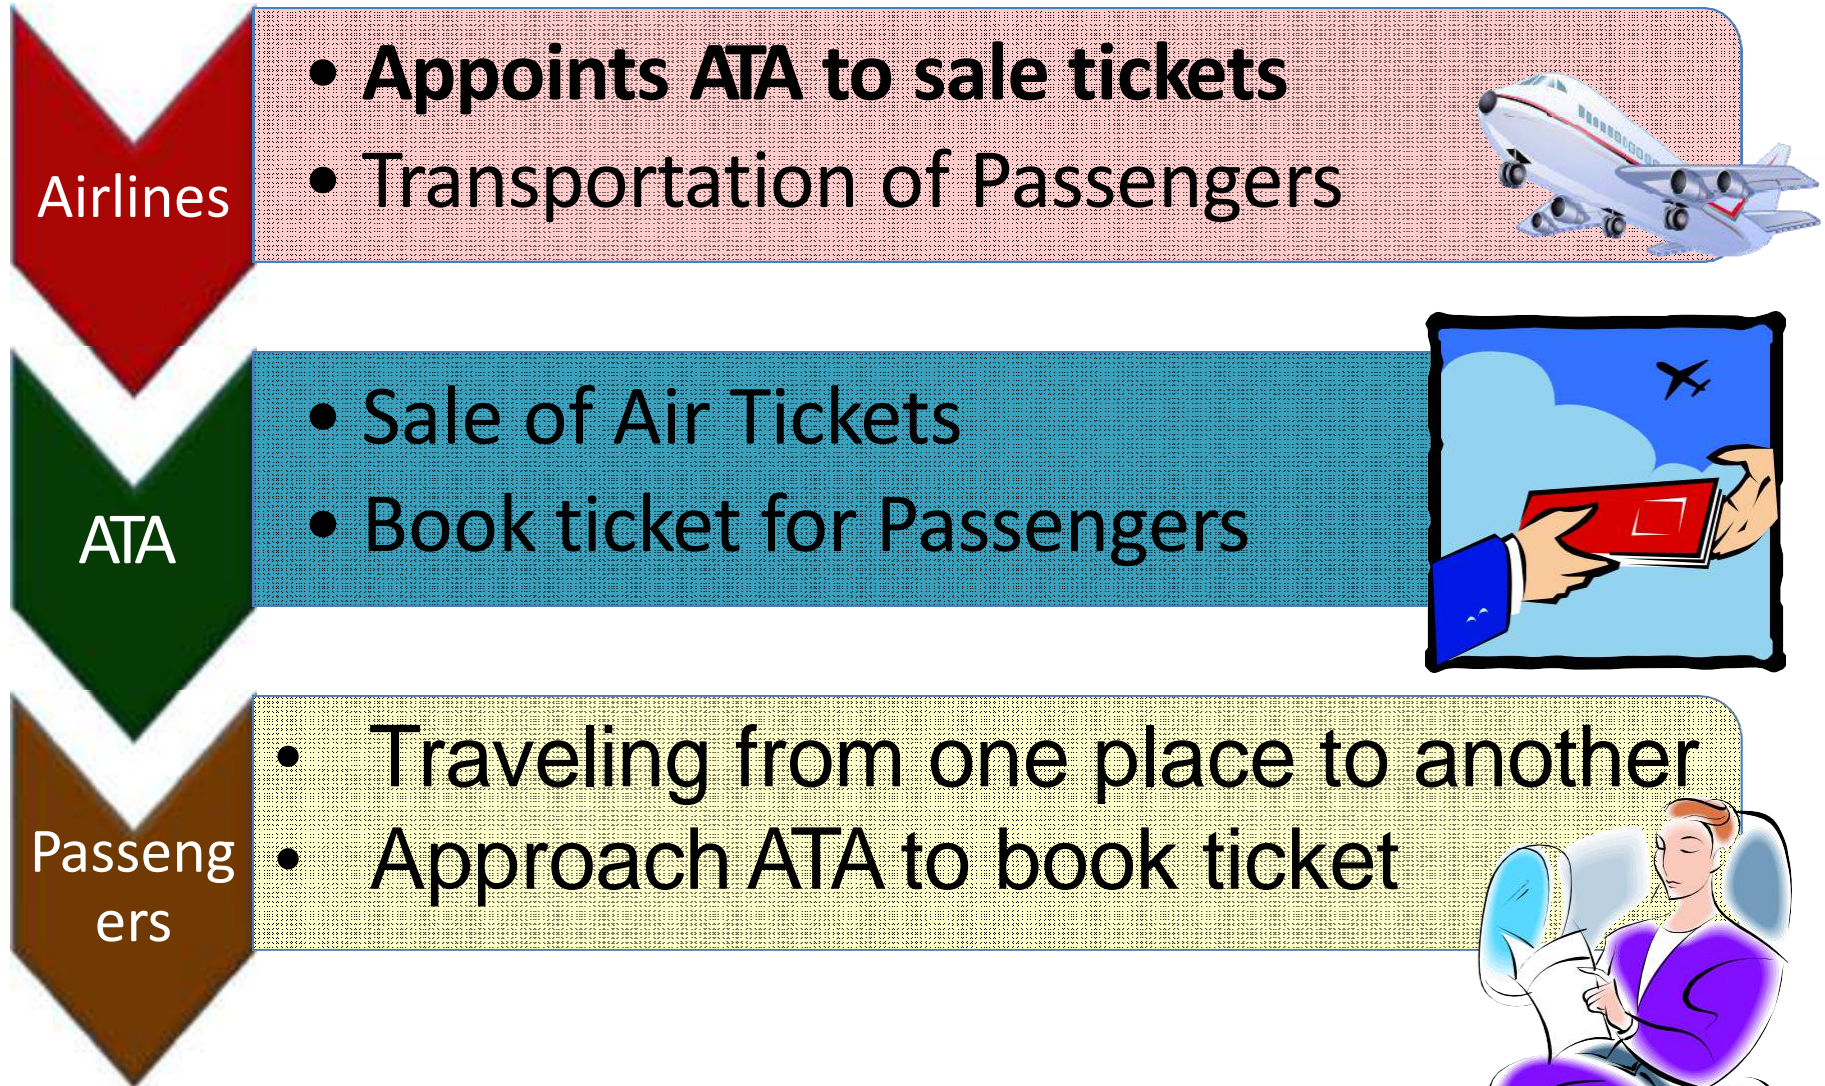 Airlines
• Appoints ATA to sale tickets
• Transportation of Passengers
ATA
• Sale of Air Tickets
• Book ticket for Passengers
Passeng
ers
• Traveling from one place to another
• Approach ATA to book ticket